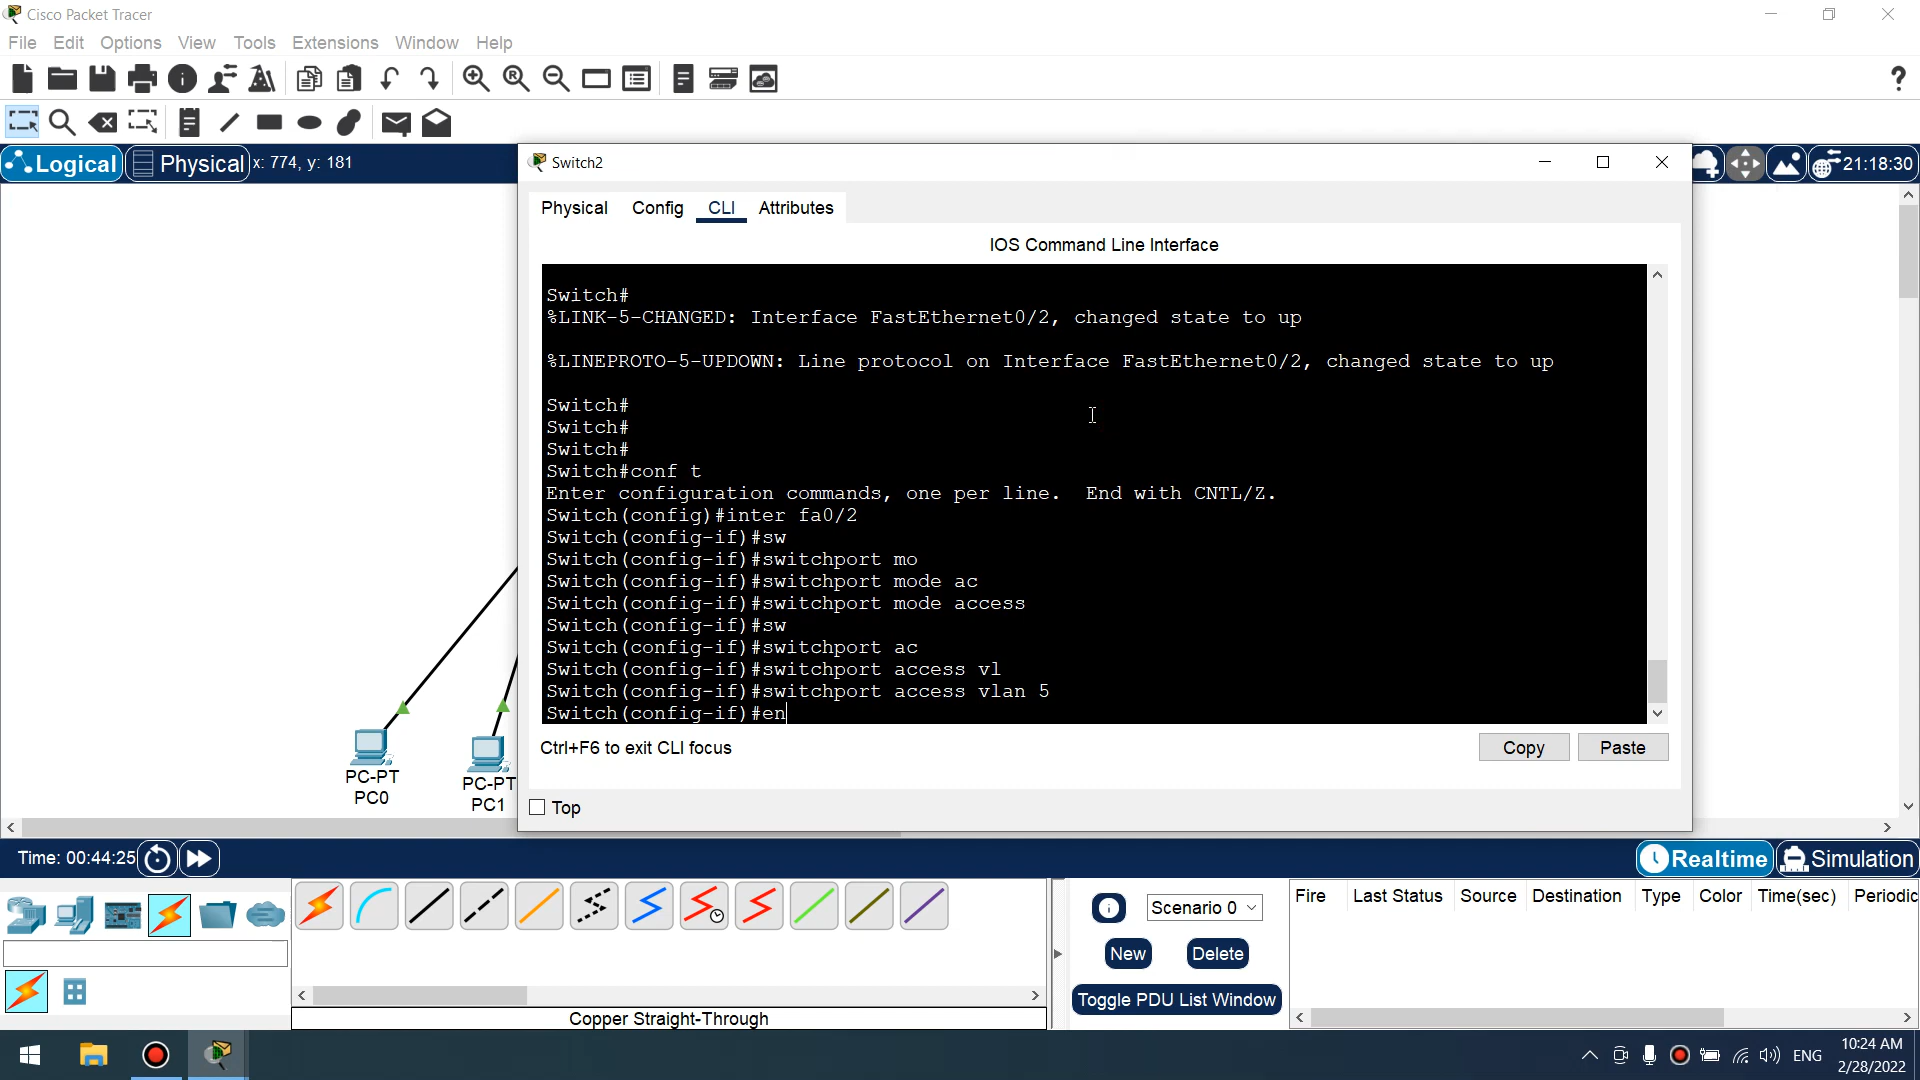 Cisco Packet Tracer
File Edit Options View Tools Extensions Window Help
Logical Physical x: 774, y: 181
21:18:30
Switch2
Physical Config CLI Attributes
IOS Command Line Interface
Switch#
%LINK-5-CHANGED: Interface FastEthernet0/2, changed state to up
%LINEPROTO-5-UPDOWN: Line protocol on Interface FastEthernet0/2, changed state to up
Switch#
Switch#
Switch#
Switch#conf t
Enter configuration commands, one per line.  End with CNTL/Z.
Switch(config)#inter fa0/2
Switch(config-if)#sw
Switch(config-if)#switchport mo
Switch(config-if)#switchport mode ac
Switch(config-if)#switchport mode access
Switch(config-if)#sw
Switch(config-if)#switchport ac
Switch(config-if)#switchport access vl
Switch(config-if)#switchport access vlan 5
Switch(config-if)#en
Ctrl+F6 to exit CLI focus
Copy Paste
Top
PC-PT
PC0
PC-PT
PC1
Time: 00:44:25
Realtime Simulation
Scenario 0
New Delete
Toggle PDU List Window
Fire Last Status Source Destination Type Color Time(sec) Periodic
Copper Straight-Through
ENG
10:24 AM
2/28/2022